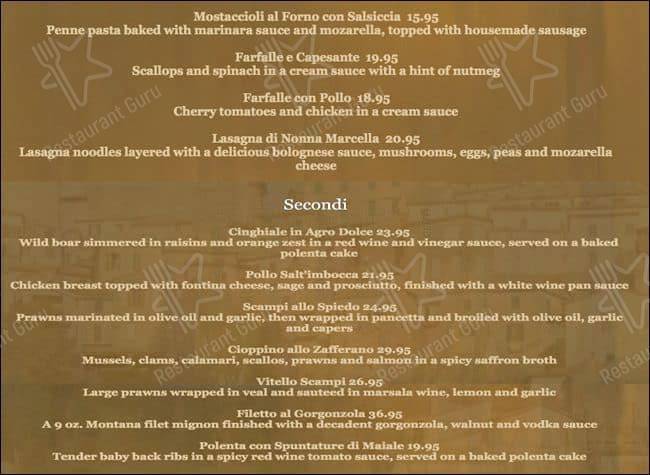 Mostaccioli al Forno con Salsiccia 15.95
Penne pasta baked with marinara sauce and mozarella, topped with housemade sausage
Farfalle e Capesante 19.95
Scallops and spinach in a cream sauce with a hint of nutmeg
Farfalle con Pollo 18.95
Cherry tomatoes and chicken in a cream sauce
Lasagna di Nonna Marcella 20.95
Lasagna noodles layered with a delicious bolognese sauce, mushrooms, eggs, peas and mozarella
cheese
Secondi
Cinghiale in Agro Dolce 23.95
Wild boar simmered in raisins and orange zest in a red wine and vinegar sauce, served on a baked
polenta cake
Pollo Salt'imbocca 21.95
Chicken breast topped with fontina cheese, sage and prosciutto, finished with a white wine pan sauce
Scampi allo Spiedo 24.95
Prawns marinated in olive oil and garlic, then wrapped in pancetta and broiled with olive oil, garlic
and capers
Cioppino allo Zafferano 29.95
Mussels, clams, calamari, scallos, prawns and salmon in a spicy saffron broth
Vitello Scampi 26.95
Large prawns wrapped in veal and sauteed in marsala wine, lemon and garlic
Filetto al Gorgonzola 36.95
A 9 oz. Montana filet mignon finished with a decadent gorgonzola, walnut and vodka sauce
Polenta con Spuntature di Maiale 19.95
Tender baby back ribs in a spicy red wine tomato sauce, served on a baked polenta cake
Restaurant Guru
Restaurant Guru
Restaurant Guru
Restaurant Guru